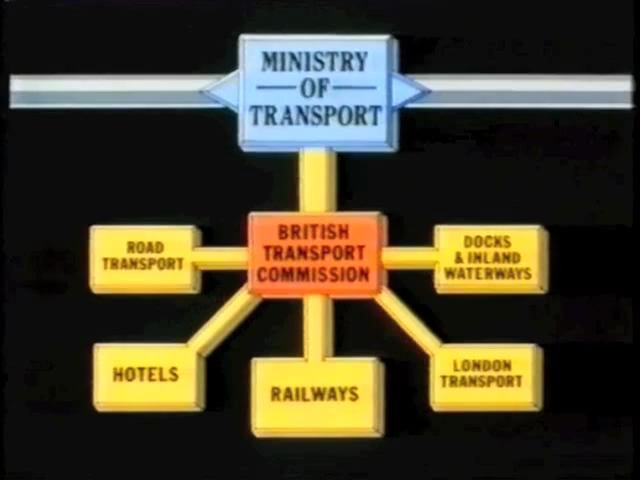 MINISTRY
OF
TRANSPORT
BRITISH
TRANSPORT
COMMISSION
ROAD
TRANSPORT
DOCKS
& INLAND
WATERWAYS
HOTELS
RAILWAYS
LONDON
TRANSPORT